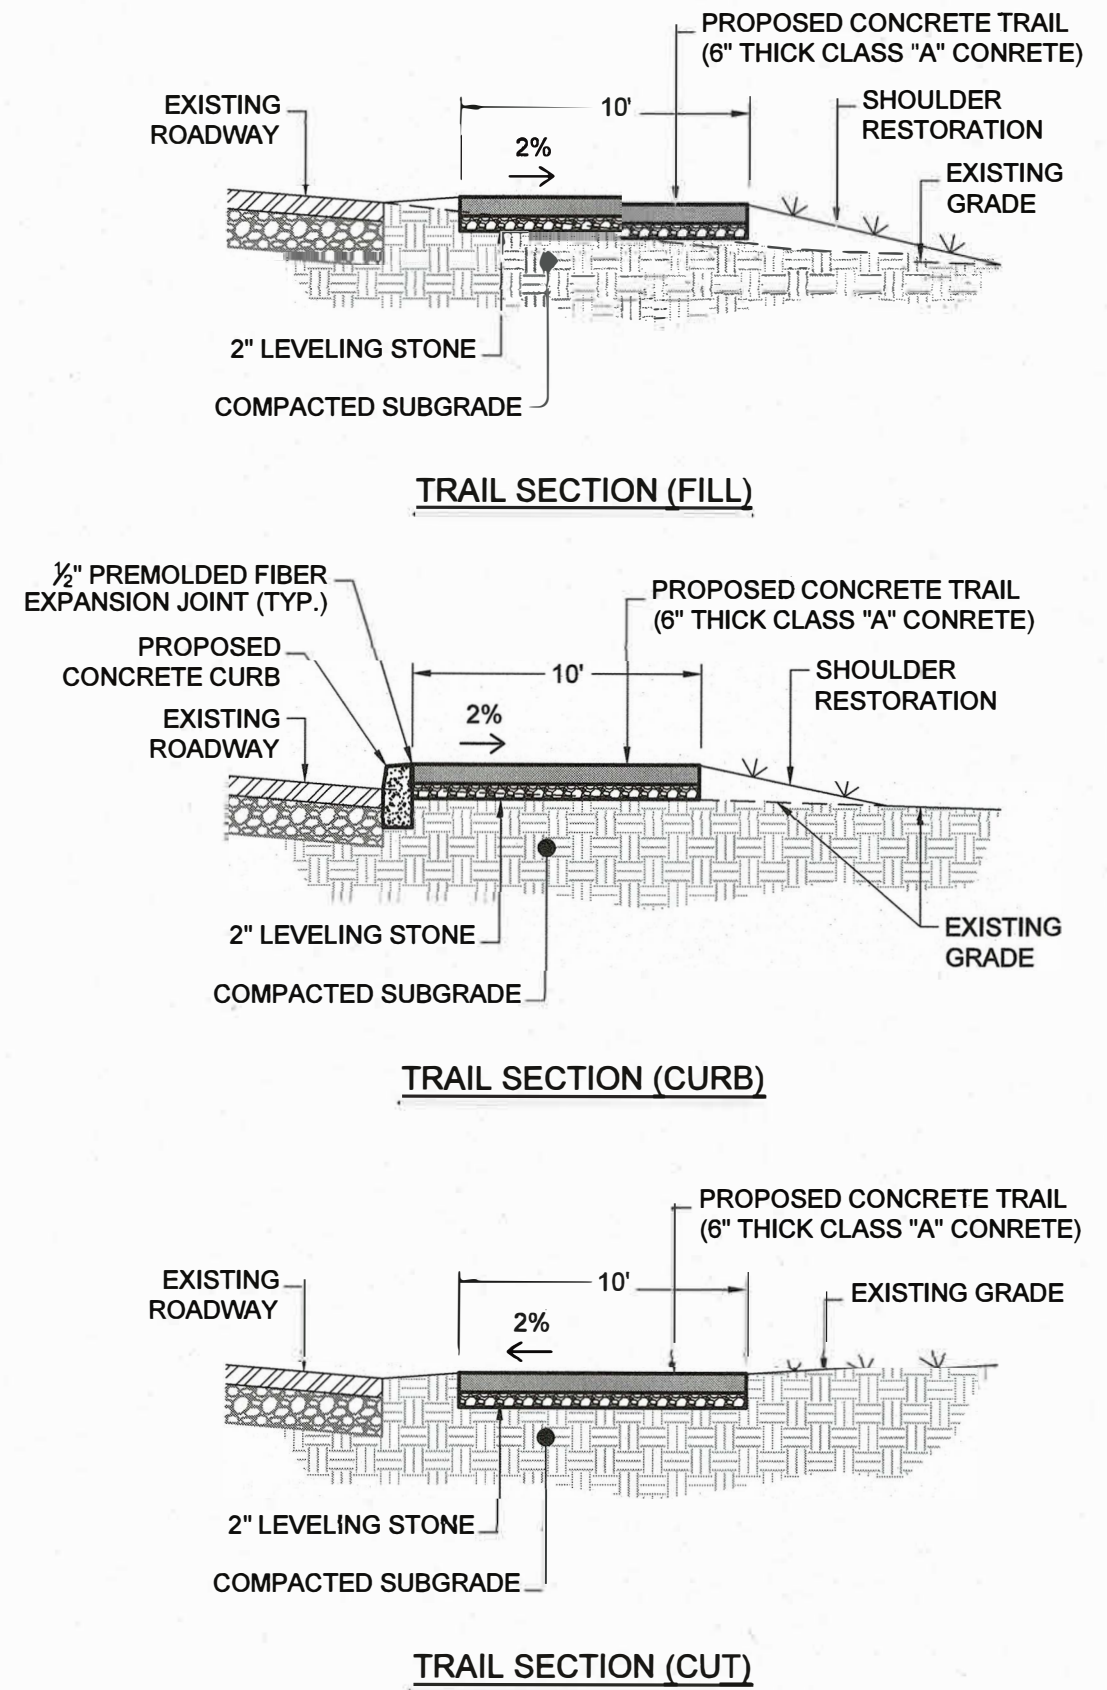 PROPOSED CONCRETE TRAIL
(6" THICK CLASS "A" CONRETE)
EXISTING
ROADWAY
10'
SHOULDER
RESTORATION
2%
EXISTING
GRADE
2" LEVELING STONE
COMPACTED SUBGRADE
TRAIL SECTION (FILL)
½" PREMOLDED FIBER
EXPANSION JOINT (TYP.)
PROPOSED CONCRETE TRAIL
(6" THICK CLASS "A" CONRETE)
PROPOSED
CONCRETE CURB
10'
SHOULDER
RESTORATION
EXISTING
ROADWAY
2%
2" LEVELING STONE
EXISTING
GRADE
COMPACTED SUBGRADE
TRAIL SECTION (CURB)
PROPOSED CONCRETE TRAIL
(6" THICK CLASS "A" CONRETE)
EXISTING
ROADWAY
10'
EXISTING GRADE
2%
2" LEVELING STONE
COMPACTED SUBGRADE
TRAIL SECTION (CUT)